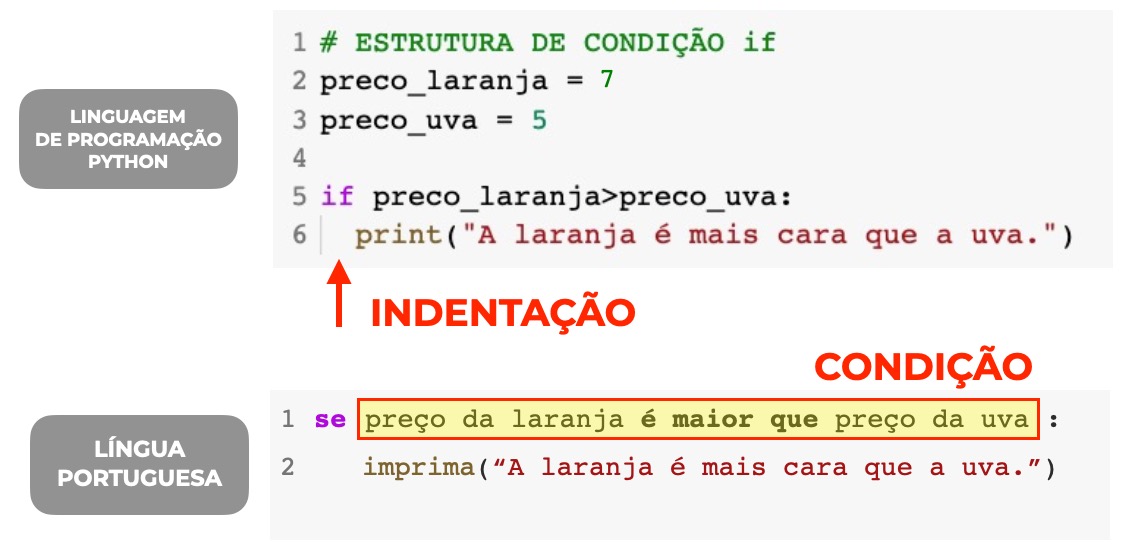 LINGUAGEM
DE PROGRAMAÇÃO
PYTHON
1 # ESTRUTURA DE CONDIÇÃO if
2 preco_laranja = 7
3 preco_uva = 5
4
5 if preco_laranja>preco_uva:
6   print("A laranja é mais cara que a uva.")
INDENTAÇÃO
CONDIÇÃO
LÍNGUA
PORTUGUESA
1 se preço da laranja é maior que preço da uva :
2   imprima(“A laranja é mais cara que a uva.”)